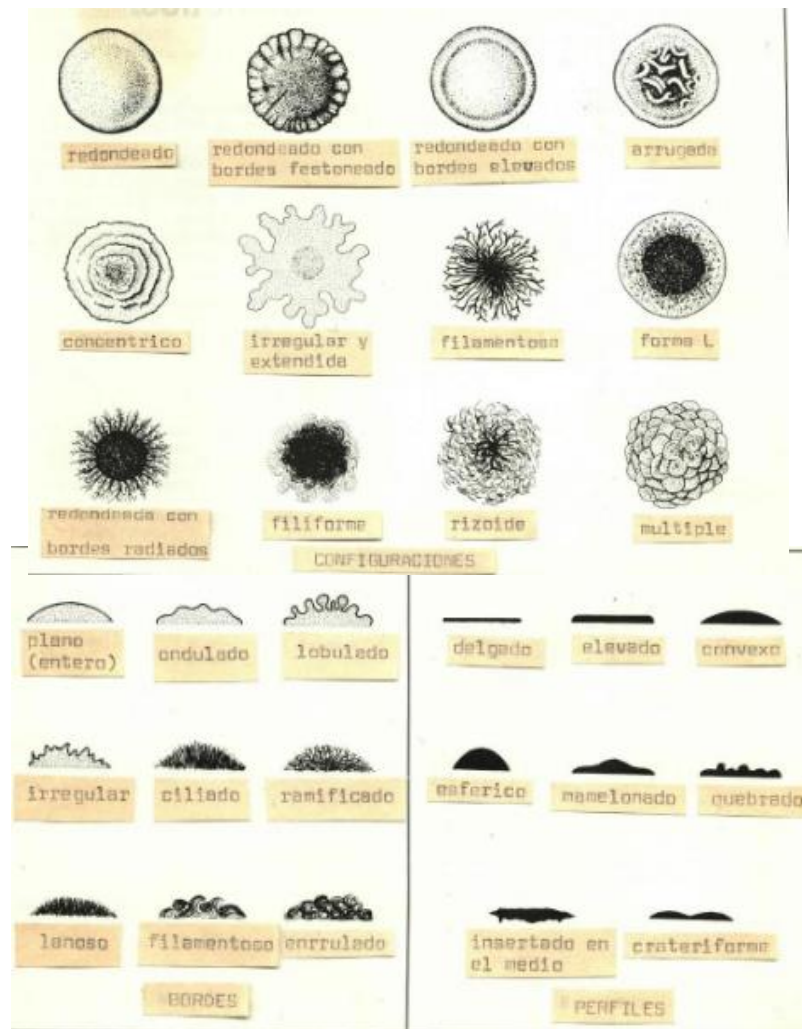 redondeado
redondeado con
bordes festoneado
redondeado con
bordes elevados
arrugada
concentrico
irregular y
extendida
filamentosa
forma L
redondeada con
bordes radiados
filiforme
rizoide
multiple
CONFIGURACIONES
plano
(entero)
ondulado
lobulado
irregular
ciliado
ramificado
lanoso
filamentoso
enrrulado
BORDES
delgado
elevado
convexo
esferico
mamelonado
quebrado
insertado en
el medio
crateriforme
PERFILES